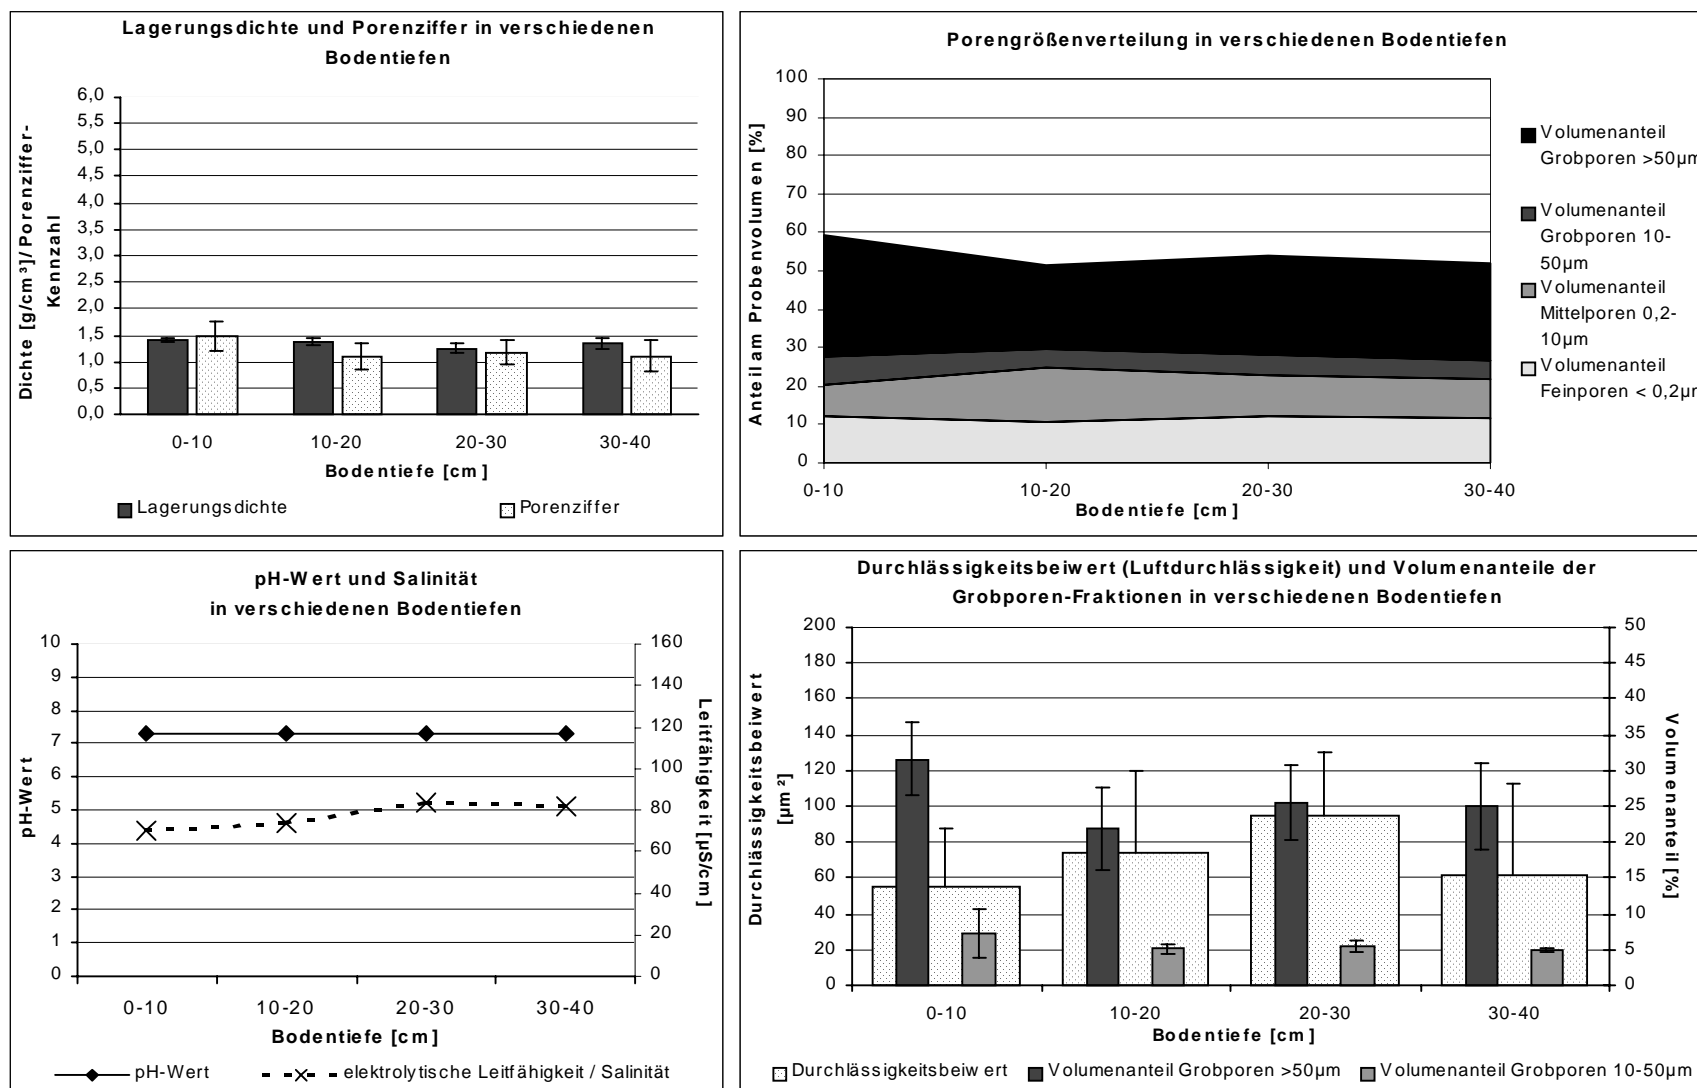 Lagerungsdichte und Porenziffer in verschiedenen
Bodentiefen
Dichte [g/cm³]/ Porenziffer-
Kennzahl
6,0
5,5
5,0
4,5
4,0
3,5
3,0
2,5
2,0
1,5
1,0
0,5
0,0
0-10
10-20
20-30
30-40
Bodentiefe [cm]
Lagerungsdichte
Porenziffer
Porengrößenverteilung in verschiedenen Bodentiefen
Anteil am Probenvolumen [%]
100
90
80
70
60
50
40
30
20
10
0
0-10
10-20
20-30
30-40
Bodentiefe [cm]
Volumenanteil
Grobporen >50µm
Volumenanteil
Grobporen 10-
50µm
Volumenanteil
Mittelporen 0,2-
10µm
Volumenanteil
Feinporen < 0,2µm
pH-Wert und Salinität
in verschiedenen Bodentiefen
pH-Wert
10
9
8
7
6
5
4
3
2
1
0
160
140
120
100
80
60
40
20
0
Leitfähigkeit [µS/cm]
0-10
10-20
20-30
30-40
Bodentiefe [cm]
pH-Wert
elektrolytische Leitfähigkeit / Salinität
Durchlässigkeitsbeiwert (Luftdurchlässigkeit) und Volumenanteile der
Grobporen-Fraktionen in verschiedenen Bodentiefen
Durchlässigkeitsbeiwert
[µm²]
200
180
160
140
120
100
80
60
40
20
0
50
45
40
35
30
25
20
15
10
5
0
Volumenanteil
[%]
0-10
10-20
20-30
30-40
Bodentiefe [cm]
Durchlässigkeitsbeiwert
Volumenanteil Grobporen >50µm
Volumenanteil Grobporen 10-50µm